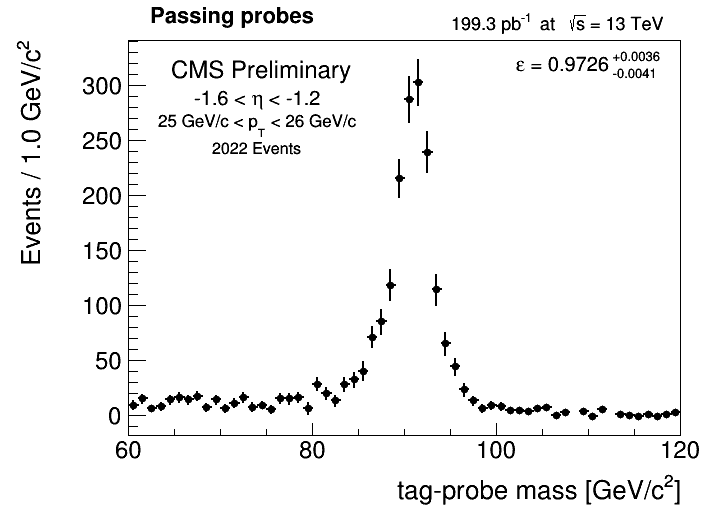 Passing probes
199.3 pb⁻¹ at √s = 13 TeV
CMS Preliminary
-1.6 < η < -1.2
25 GeV/c < p_T < 26 GeV/c
2022 Events
ε = 0.9726 +0.0036 -0.0041
Events / 1.0 GeV/c²
300
250
200
150
100
50
0
60 80 100 120
tag-probe mass [GeV/c²]